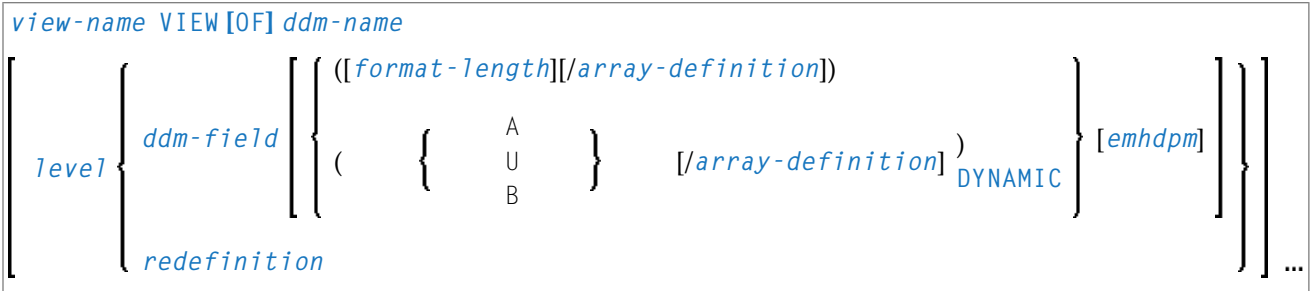 view-name VIEW [OF] ddm-name
([format-length][/array-definition])
A
level ddm-field ( U [/array-definition] ) DYNAMIC [emhdpm]
B
redefinition ...